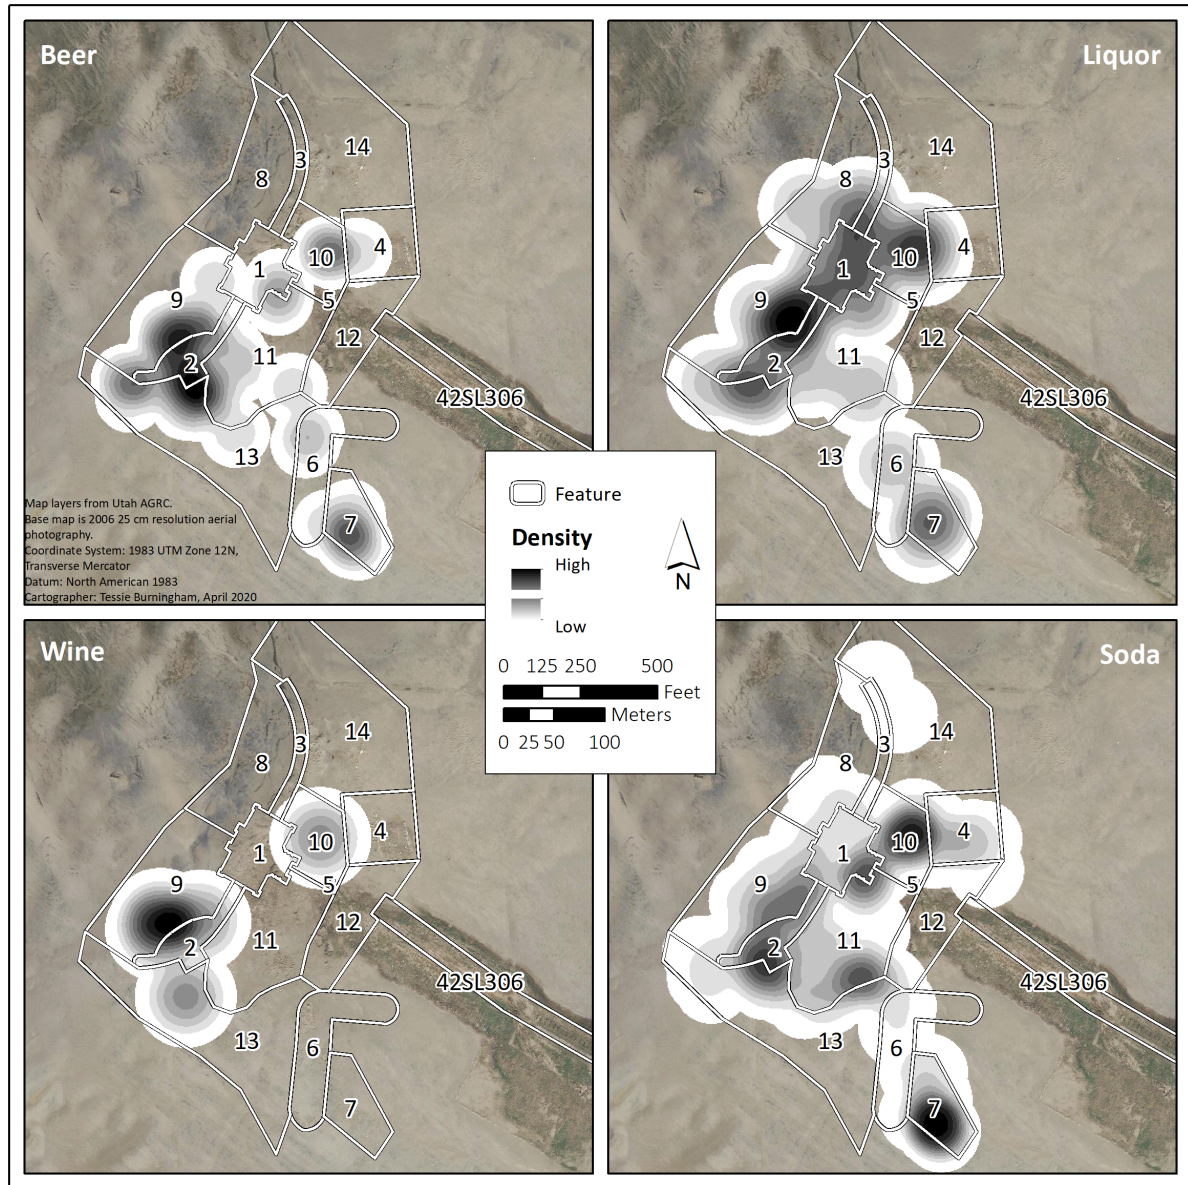 Beer
14
3
8
4
10
1
5
9
12
11
2
42SL306
13
6
7
Map layers from Utah AGRC.
Base map is 2006 25 cm resolution aerial
photography.
Coordinate System: 1983 UTM Zone 12N,
Transverse Mercator
Datum: North American 1983
Cartographer: Tessie Burningham, April 2020
Liquor
14
3
8
4
10
1
5
9
12
11
2
42SL306
13
6
7
Feature
Density
High
Low
N
0 125 250 500
Feet
Meters
0 25 50 100
Wine
14
3
8
4
10
1
5
9
12
11
2
42SL306
13
6
7
Soda
14
3
8
4
10
1
5
9
12
11
2
42SL306
13
6
7